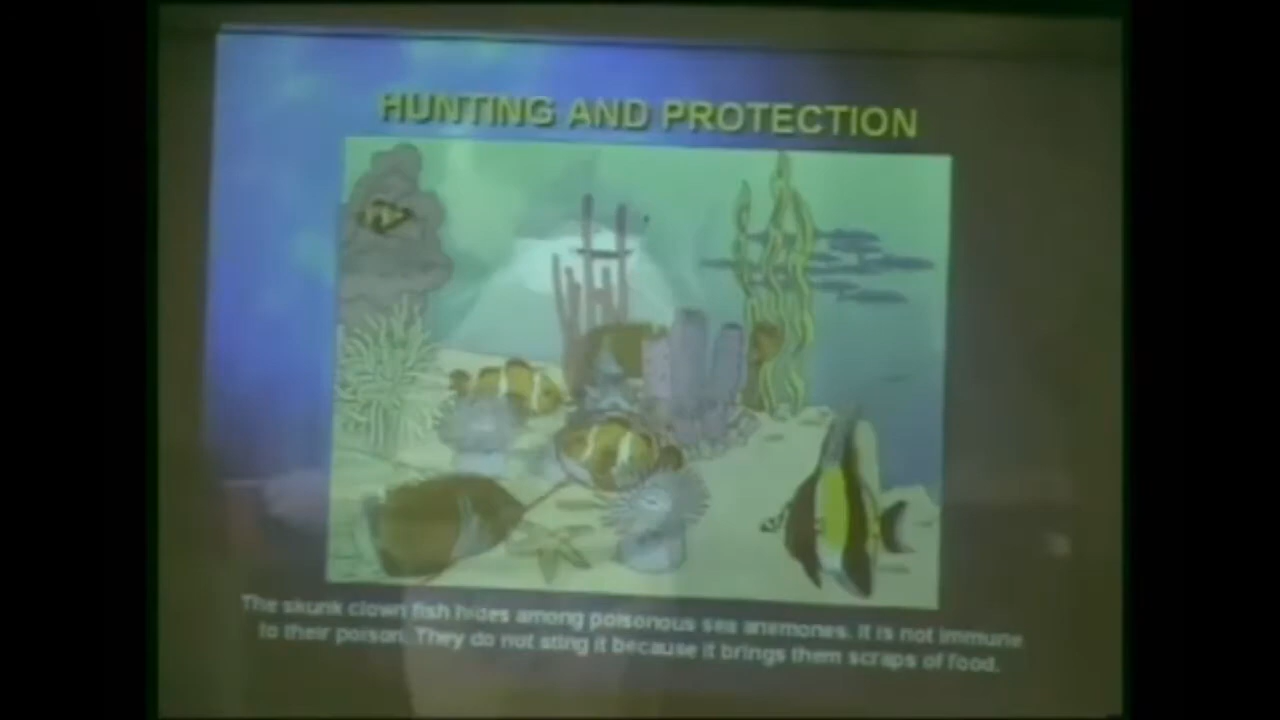 HUNTING AND PROTECTION
The skunk clown fish hides among poisonous sea anemones. It is not immune
to their poison. They do not sting it because it brings them scraps of food.